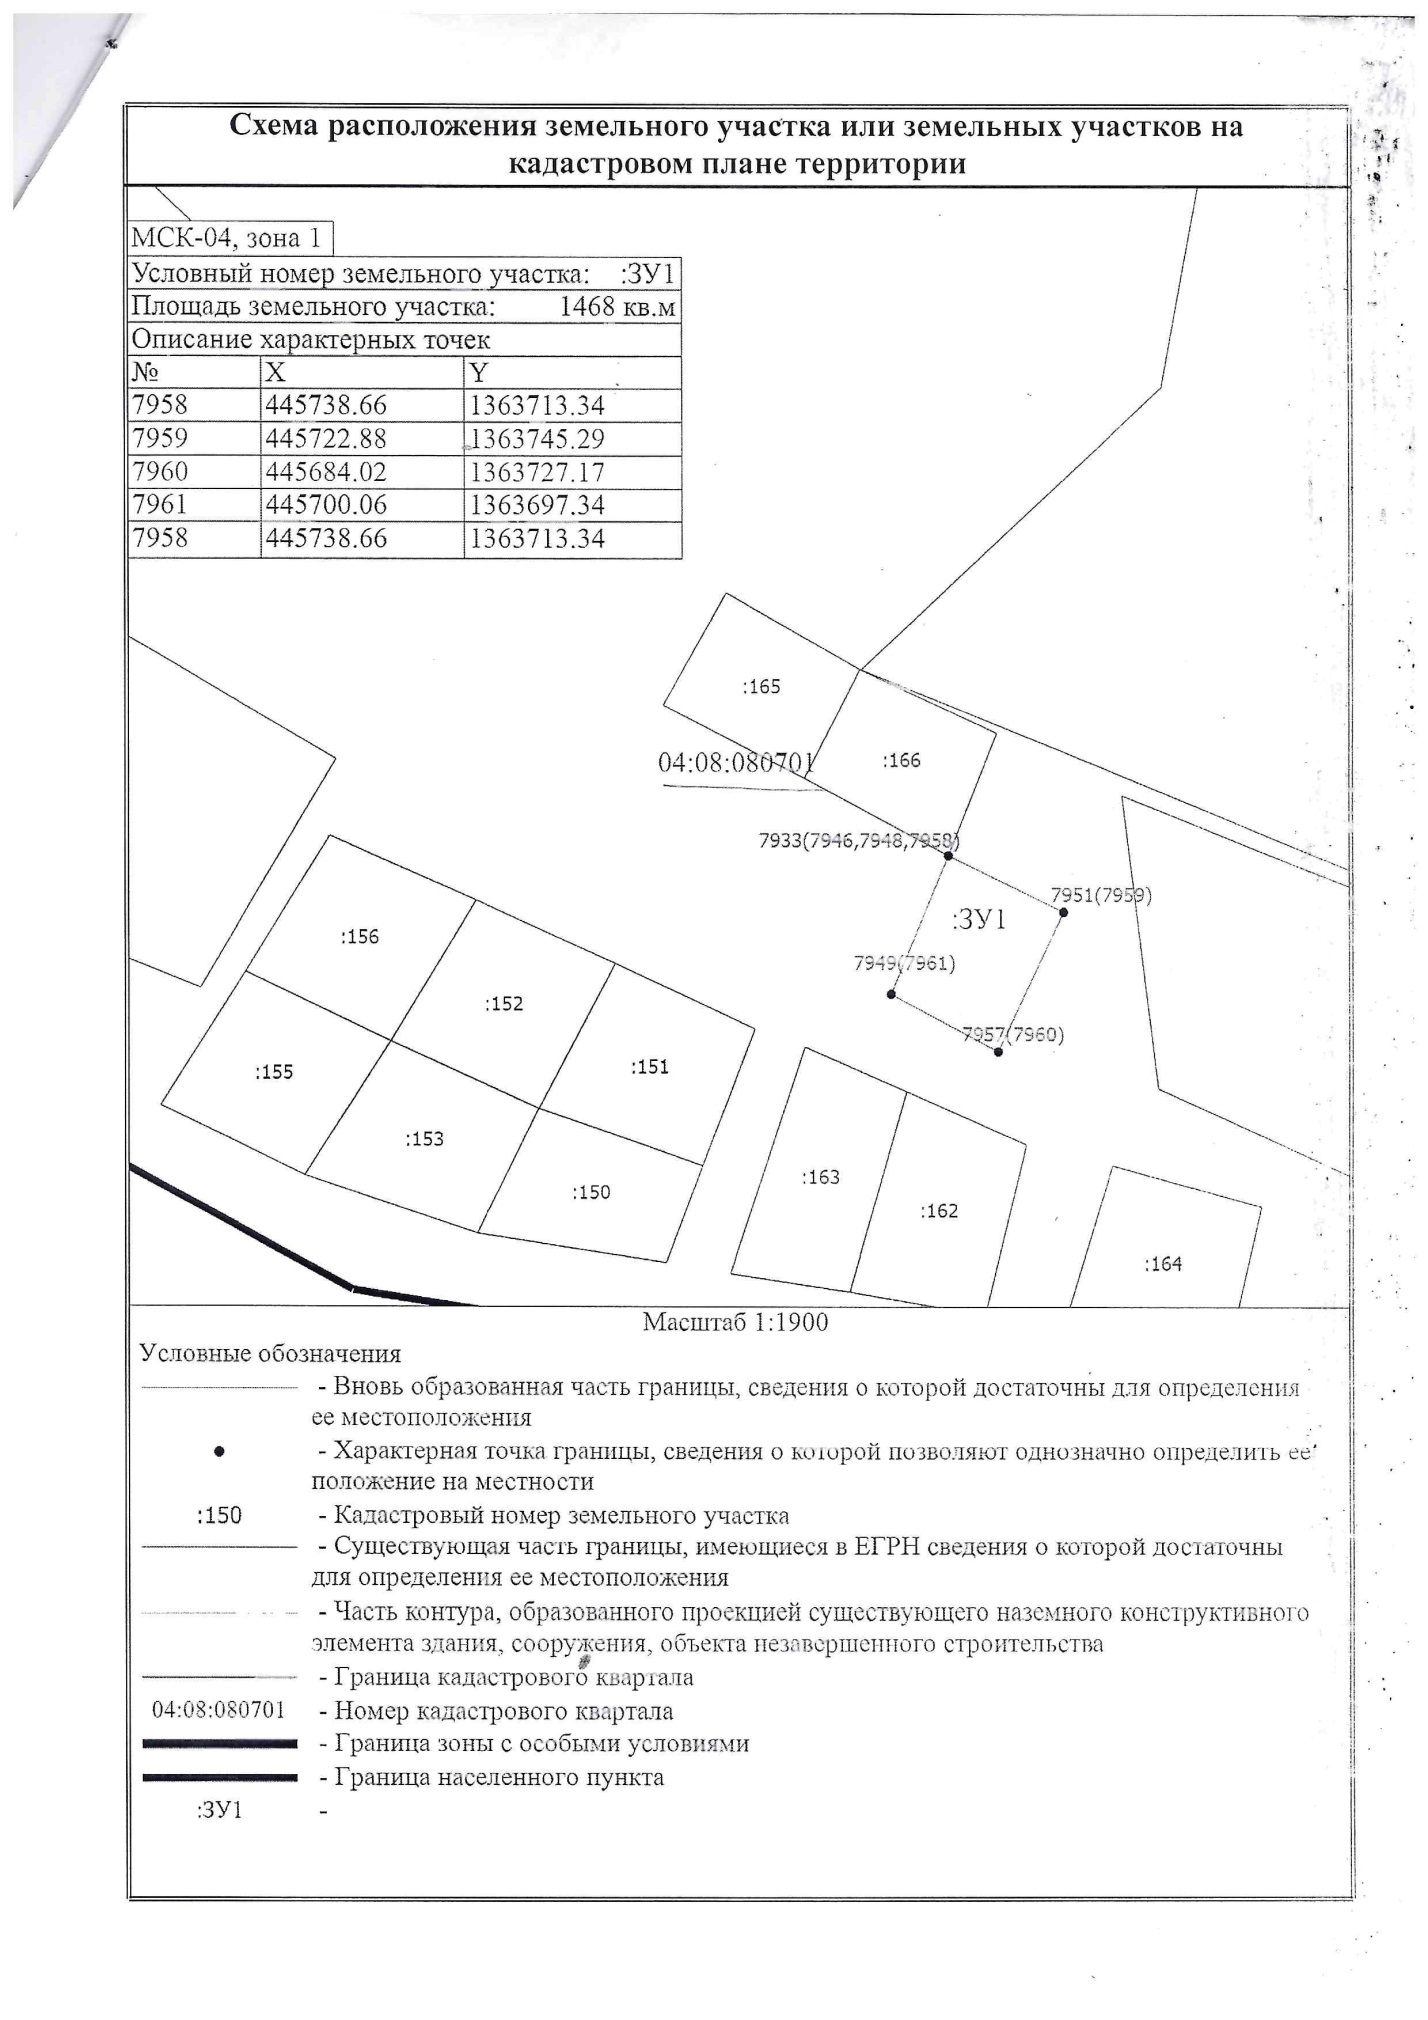 Схема расположения земельного участка или земельных участков на
кадастровом плане территории
МСК-04, зона 1
Условный номер земельного участка: :ЗУ1
Площадь земельного участка: 1468 кв.м
Описание характерных точек
№ X Y
7958 445738.66 1363713.34
7959 445722.88 1363745.29
7960 445684.02 1363727.17
7961 445700.06 1363697.34
7958 445738.66 1363713.34
:165
04:08:080701
:166
7933(7946,7948,7958)
7951(7959)
:ЗУ1
:156
7949(7961)
:152
7957(7960)
:155
:151
:153
:163
:150
:162
:164
Масштаб 1:1900
Условные обозначения
- Вновь образованная часть границы, сведения о которой достаточны для определения
ее местоположения
- Характерная точка границы, сведения о которой позволяют однозначно определить ее
положение на местности
:150 - Кадастровый номер земельного участка
- Существующая часть границы, имеющиеся в ЕГРН сведения о которой достаточны
для определения ее местоположения
- Часть контура, образованного проекцией существующего наземного конструктивного
элемента здания, сооружения, объекта незавершенного строительства
- Граница кадастрового квартала
04:08:080701 - Номер кадастрового квартала
- Граница зоны с особыми условиями
- Граница населенного пункта
:ЗУ1 -